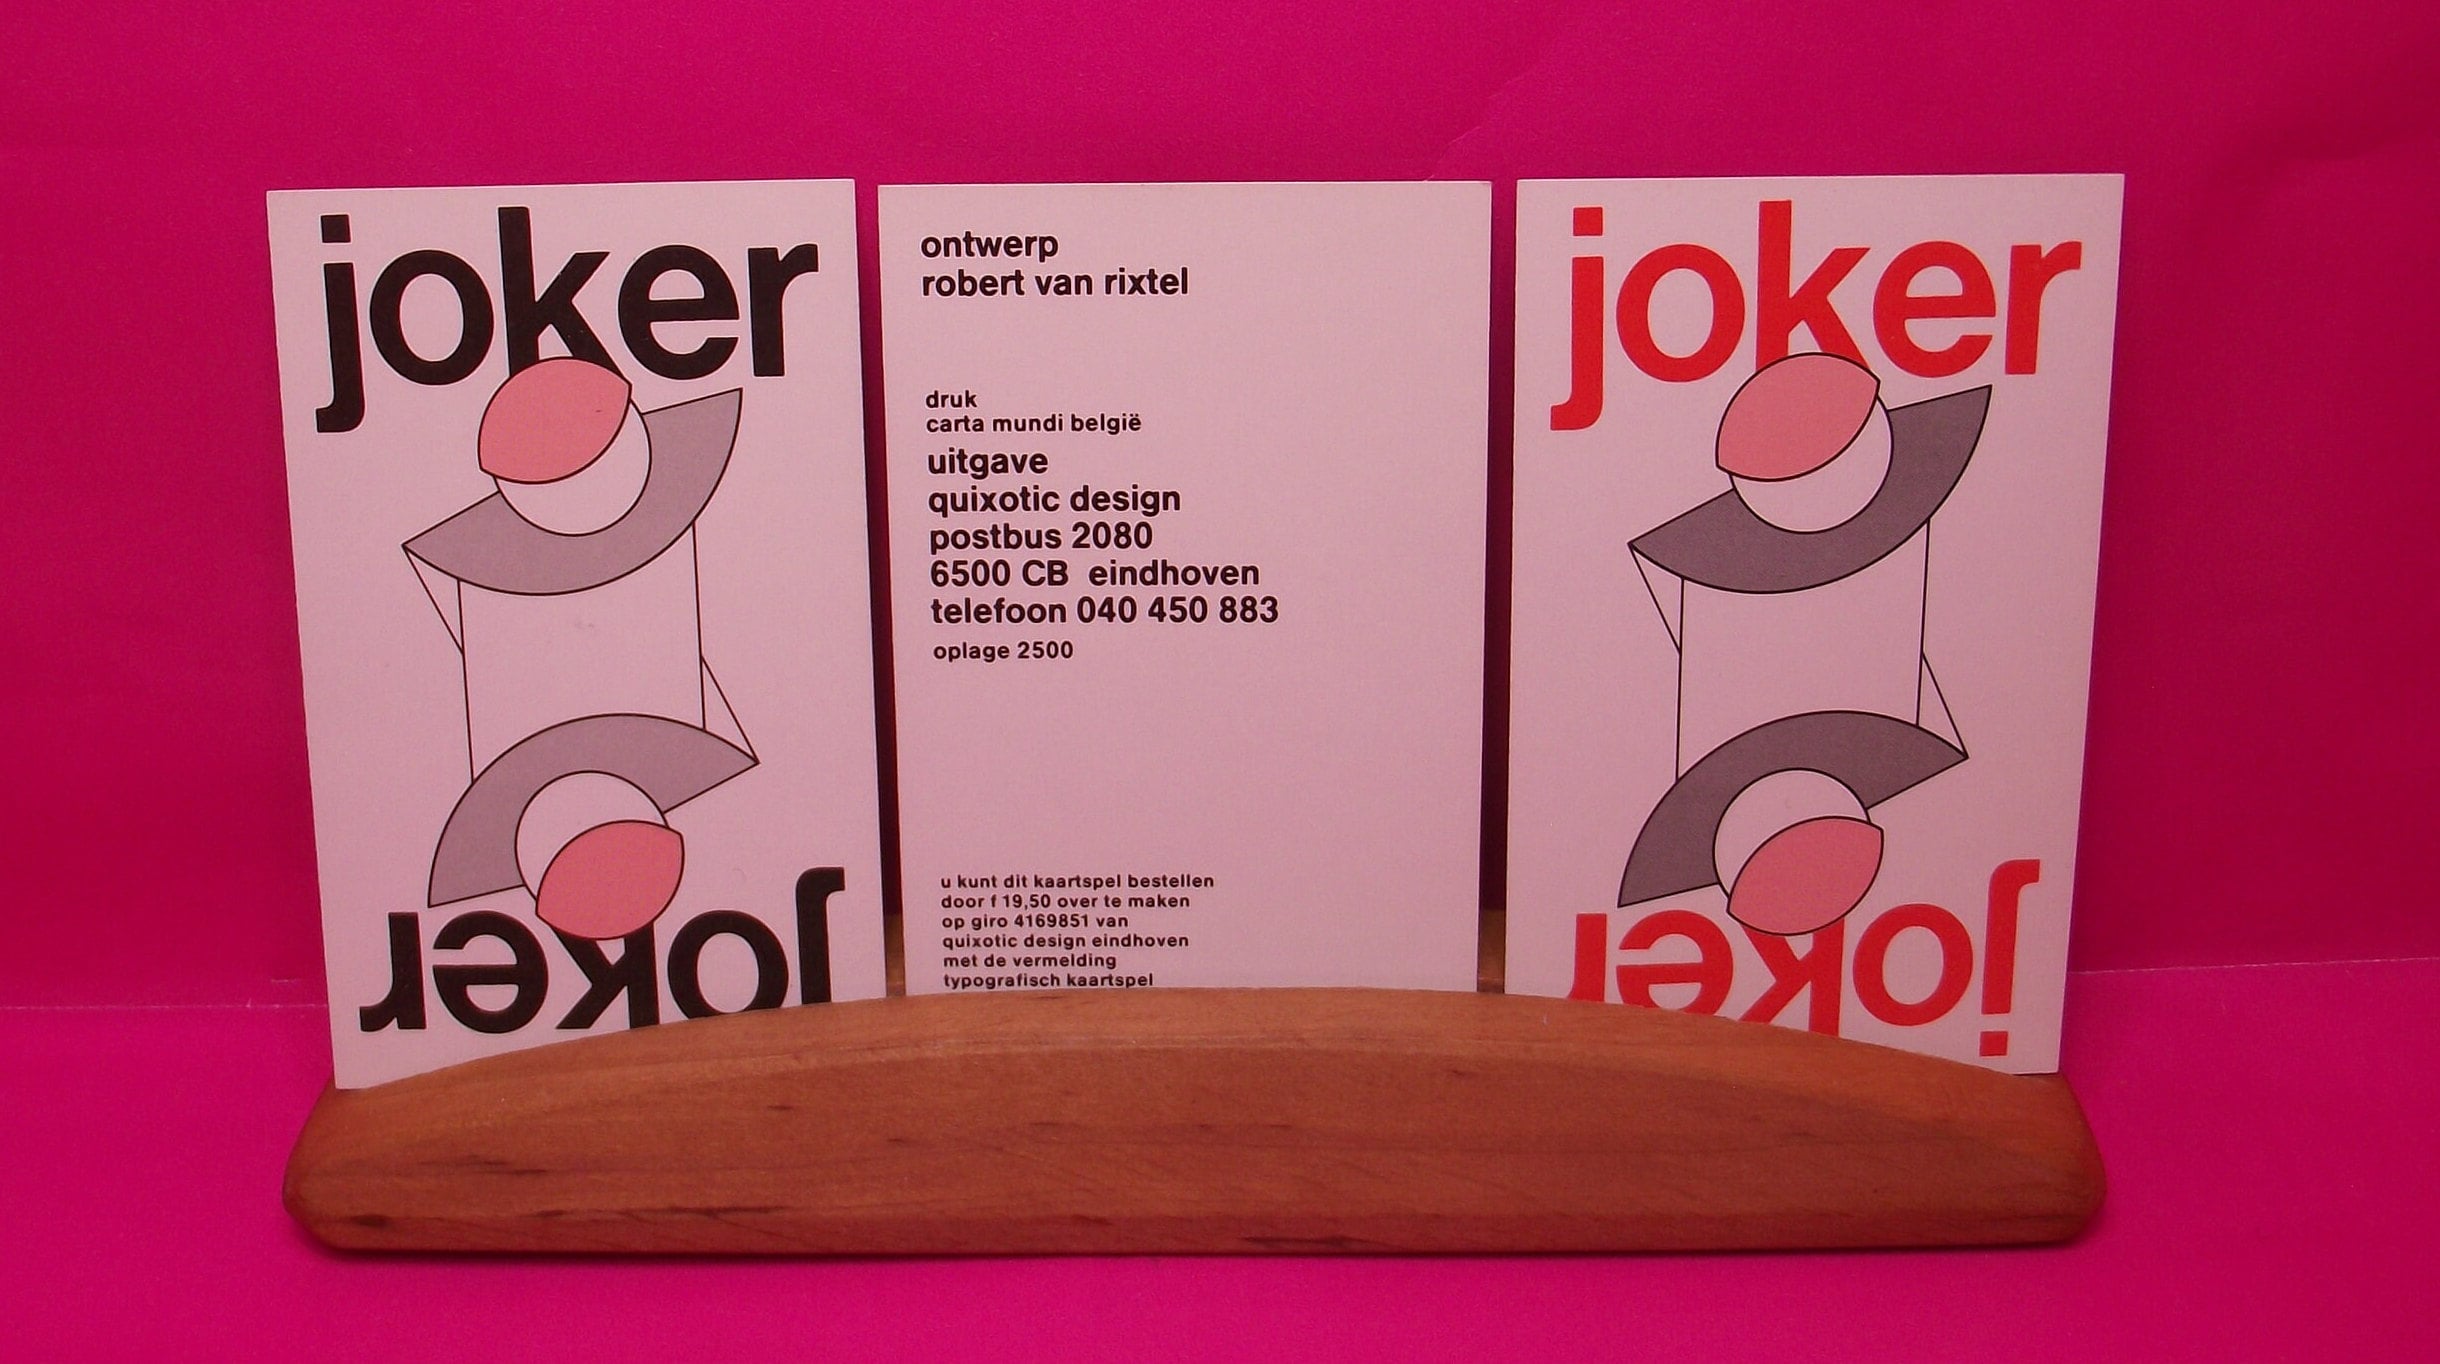 joker
joker
ontwerp
robert van rixtel
druk
carta mundi belgië
uitgave
quixotic design
postbus 2080
6500 CB eindhoven
telefoon 040 450 883
oplage 2500
u kunt dit kaartspel bestellen
door f 19,50 over te maken
op giro 4169851 van
quixotic design eindhoven
met de vermelding
typografisch kaartspel
joker
joker